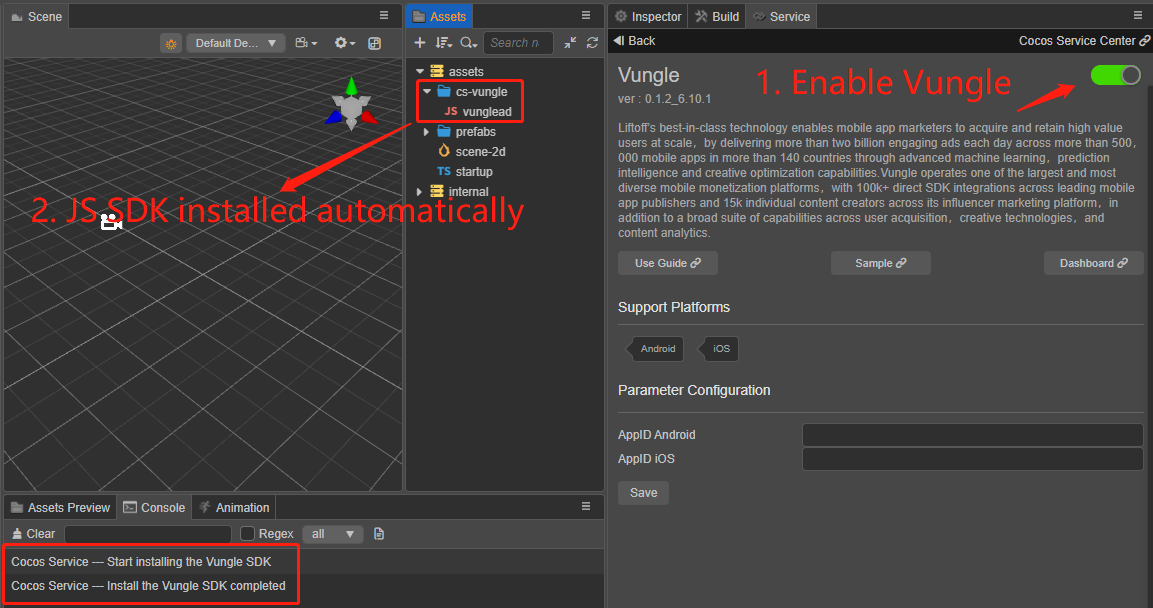 Scene
Default De...
Assets
Search n
assets
cs-vungle
JS vunglead
prefabs
scene-2d
TS startup
internal
2. JS SDK installed automatically
Assets Preview
Console
Animation
Clear
Regex
all
Cocos Service --- Start installing the Vungle SDK
Cocos Service --- Install the Vungle SDK completed
Inspector
Build
Service
Back
Cocos Service Center
Vungle
1. Enable Vungle
ver : 0.1.2_6.10.1
Liftoff's best-in-class technology enables mobile app marketers to acquire and retain high value
users at scale，by delivering more than two billion engaging ads each day across more than 500,
000 mobile apps in more than 140 countries through advanced machine learning，prediction
intelligence and creative optimization capabilities.Vungle operates one of the largest and most
diverse mobile monetization platforms，with 100k+ direct SDK integrations across leading mobile
app publishers and 15k individual content creators across its influencer marketing platform，in
addition to a broad suite of capabilities across user acquisition，creative technologies，and
content analytics.
Use Guide
Sample
Dashboard
Support Platforms
Android
iOS
Parameter Configuration
AppID Android
AppID iOS
Save